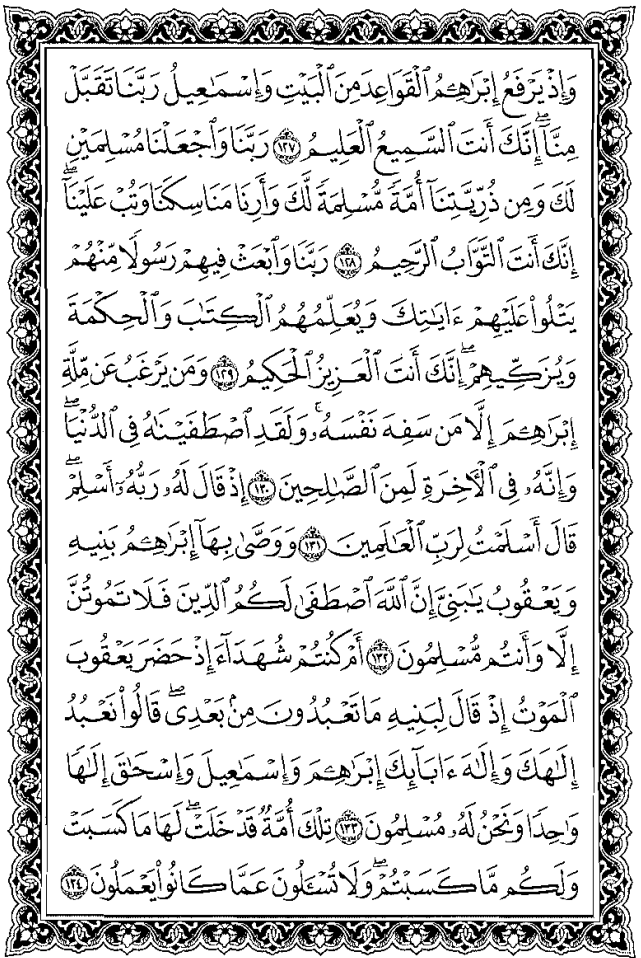 وَإِذْ يَرْفَعُ إِبْرَٰهِـۧمُ ٱلْقَوَاعِدَ مِنَ ٱلْبَيْتِ وَإِسْمَـٰعِيلُ رَبَّنَا تَقَبَّلْ
مِنَّآ ۖ إِنَّكَ أَنتَ ٱلسَّمِيعُ ٱلْعَلِيمُ ١٢٧ رَبَّنَا وَٱجْعَلْنَا مُسْلِمَيْنِ
لَكَ وَمِن ذُرِّيَّتِنَآ أُمَّةً مُّسْلِمَةً لَّكَ وَأَرِنَا مَنَاسِكَنَا وَتُبْ عَلَيْنَآ ۖ
إِنَّكَ أَنتَ ٱلتَّوَّابُ ٱلرَّحِيمُ ١٢٨ رَبَّنَا وَٱبْعَثْ فِيهِمْ رَسُولًا مِّنْهُمْ
يَتْلُوا۟ عَلَيْهِمْ ءَايَـٰتِكَ وَيُعَلِّمُهُمُ ٱلْكِتَـٰبَ وَٱلْحِكْمَةَ
وَيُزَكِّيهِمْ ۚ إِنَّكَ أَنتَ ٱلْعَزِيزُ ٱلْحَكِيمُ ١٢٩ وَمَن يَرْغَبُ عَن مِّلَّةِ
إِبْرَٰهِـۧمَ إِلَّا مَن سَفِهَ نَفْسَهُۥ ۚ وَلَقَدِ ٱصْطَفَيْنَـٰهُ فِى ٱلدُّنْيَا ۖ
وَإِنَّهُۥ فِى ٱلْـَٔاخِرَةِ لَمِنَ ٱلصَّـٰلِحِينَ ١٣٠ إِذْ قَالَ لَهُۥ رَبُّهُۥٓ أَسْلِمْ ۖ
قَالَ أَسْلَمْتُ لِرَبِّ ٱلْعَـٰلَمِينَ ١٣١ وَوَصَّىٰ بِهَآ إِبْرَٰهِـۧمُ بَنِيهِ
وَيَعْقُوبُ يَـٰبَنِىَّ إِنَّ ٱللَّهَ ٱصْطَفَىٰ لَكُمُ ٱلدِّينَ فَلَا تَمُوتُنَّ
إِلَّا وَأَنتُم مُّسْلِمُونَ ١٣٢ أَمْ كُنتُمْ شُهَدَآءَ إِذْ حَضَرَ يَعْقُوبَ
ٱلْمَوْتُ إِذْ قَالَ لِبَنِيهِ مَا تَعْبُدُونَ مِنۢ بَعْدِى ۖ قَالُوا۟ نَعْبُدُ
إِلَـٰهَكَ وَإِلَـٰهَ ءَابَآئِكَ إِبْرَٰهِـۧمَ وَإِسْمَـٰعِيلَ وَإِسْحَـٰقَ إِلَـٰهًا
وَٰحِدًا وَنَحْنُ لَهُۥ مُسْلِمُونَ ١٣٣ تِلْكَ أُمَّةٌ قَدْ خَلَتْ ۖ لَهَا مَا كَسَبَتْ
وَلَكُم مَّا كَسَبْتُمْ ۖ وَلَا تُسْـَٔلُونَ عَمَّا كَانُوا۟ يَعْمَلُونَ ١٣٤